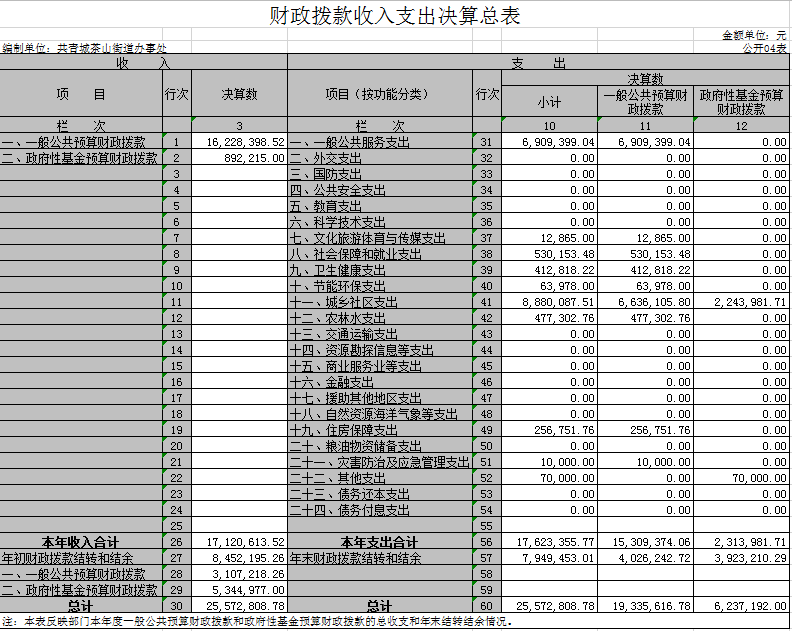 财政拨款收入支出决算总表
金额单位：元
编制单位：共青城茶山街道办事处 公开04表
收 入 支 出
项 目 行次 决算数 项目（按功能分类） 行次 决算数
小计 一般公共预算财政拨款 政府性基金预算财政拨款
栏 次 3 栏 次 10 11 12
一、一般公共预算财政拨款 1 16,228,398.52 一、一般公共服务支出 31 6,909,399.04 6,909,399.04 0.00
二、政府性基金预算财政拨款 2 892,215.00 二、外交支出 32 0.00 0.00 0.00
3 三、国防支出 33 0.00 0.00 0.00
4 四、公共安全支出 34 0.00 0.00 0.00
5 五、教育支出 35 0.00 0.00 0.00
6 六、科学技术支出 36 0.00 0.00 0.00
7 七、文化旅游体育与传媒支出 37 12,865.00 12,865.00 0.00
8 八、社会保障和就业支出 38 530,153.48 530,153.48 0.00
9 九、卫生健康支出 39 412,818.22 412,818.22 0.00
10 十、节能环保支出 40 63,978.00 63,978.00 0.00
11 十一、城乡社区支出 41 8,880,087.51 6,636,105.80 2,243,981.71
12 十二、农林水支出 42 477,302.76 477,302.76 0.00
13 十三、交通运输支出 43 0.00 0.00 0.00
14 十四、资源勘探信息等支出 44 0.00 0.00 0.00
15 十五、商业服务业等支出 45 0.00 0.00 0.00
16 十六、金融支出 46 0.00 0.00 0.00
17 十七、援助其他地区支出 47 0.00 0.00 0.00
18 十八、自然资源海洋气象等支出 48 0.00 0.00 0.00
19 十九、住房保障支出 49 256,751.76 256,751.76 0.00
20 二十、粮油物资储备支出 50 0.00 0.00 0.00
21 二十一、灾害防治及应急管理支出 51 10,000.00 10,000.00 0.00
22 二十二、其他支出 52 70,000.00 0.00 70,000.00
23 二十三、债务还本支出 53 0.00 0.00 0.00
24 二十四、债务付息支出 54 0.00 0.00 0.00
25 55
本年收入合计 26 17,120,613.52 本年支出合计 56 17,623,355.77 15,309,374.06 2,313,981.71
年初财政拨款结转和结余 27 8,452,195.26 年末财政拨款结转和结余 57 7,949,453.01 4,026,242.72 3,923,210.29
一、一般公共预算财政拨款 28 3,107,218.26 58
二、政府性基金预算财政拨款 29 5,344,977.00 59
总计 30 25,572,808.78 总计 60 25,572,808.78 19,335,616.78 6,237,192.00
注：本表反映部门本年度一般公共预算财政拨款和政府性基金预算财政拨款的总收支和年末结转结余情况。